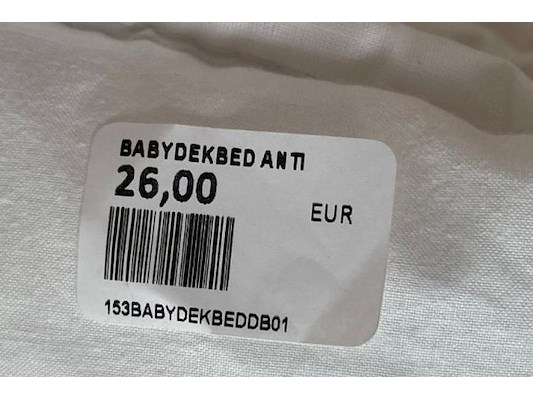 BABYDEKBED ANTI
26,00
EUR
153BABYDEKBEDDB01